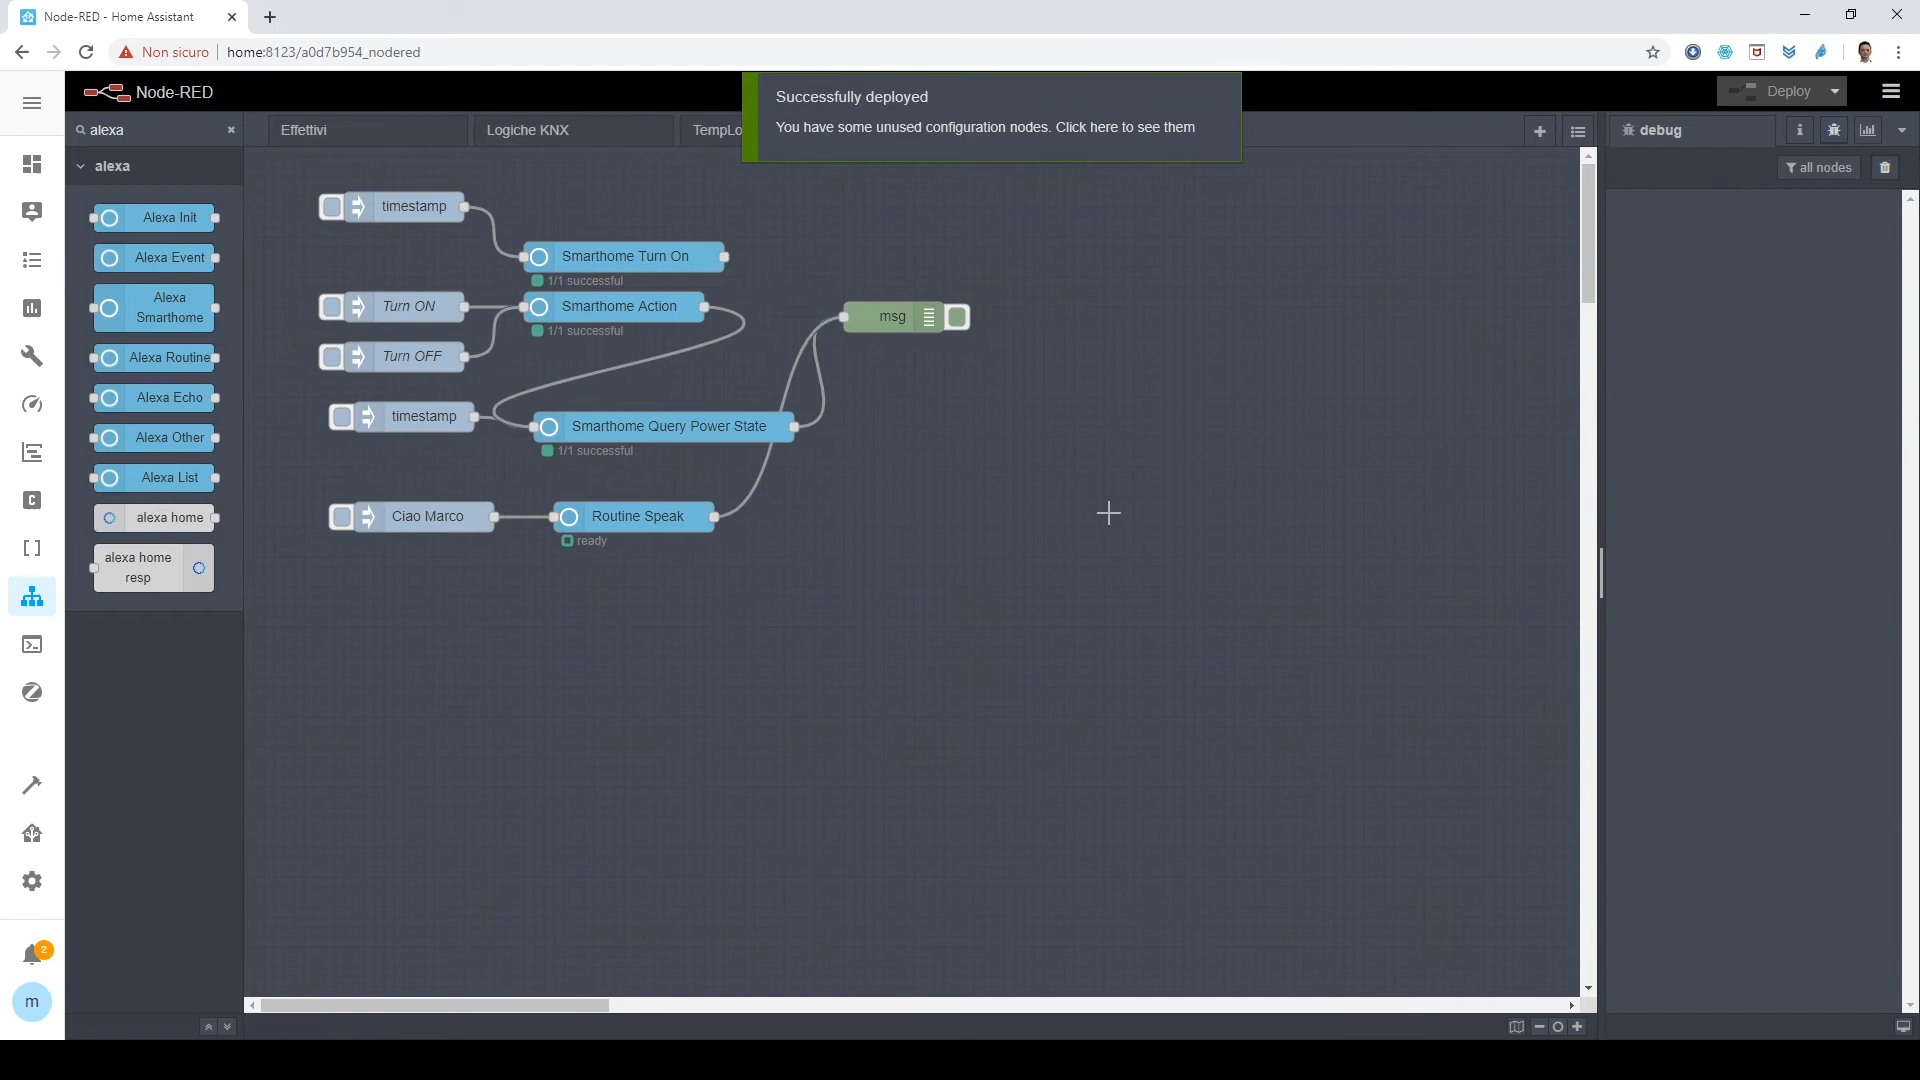 Node-RED - Home Assistant
Non sicuro
home:8123/a0d7b954_nodered
Node-RED
Successfully deployed
You have some unused configuration nodes. Click here to see them
Deploy
alexa
Effettivi
Logiche KNX
TempLo
debug
all nodes
alexa
Alexa Init
Alexa Event
Alexa
Smarthome
Alexa Routine
Alexa Echo
Alexa Other
Alexa List
alexa home
alexa home
resp
timestamp
Smarthome Turn On
1/1 successful
Turn ON
Smarthome Action
1/1 successful
Turn OFF
msg
timestamp
Smarthome Query Power State
1/1 successful
Ciao Marco
Routine Speak
ready
2
m